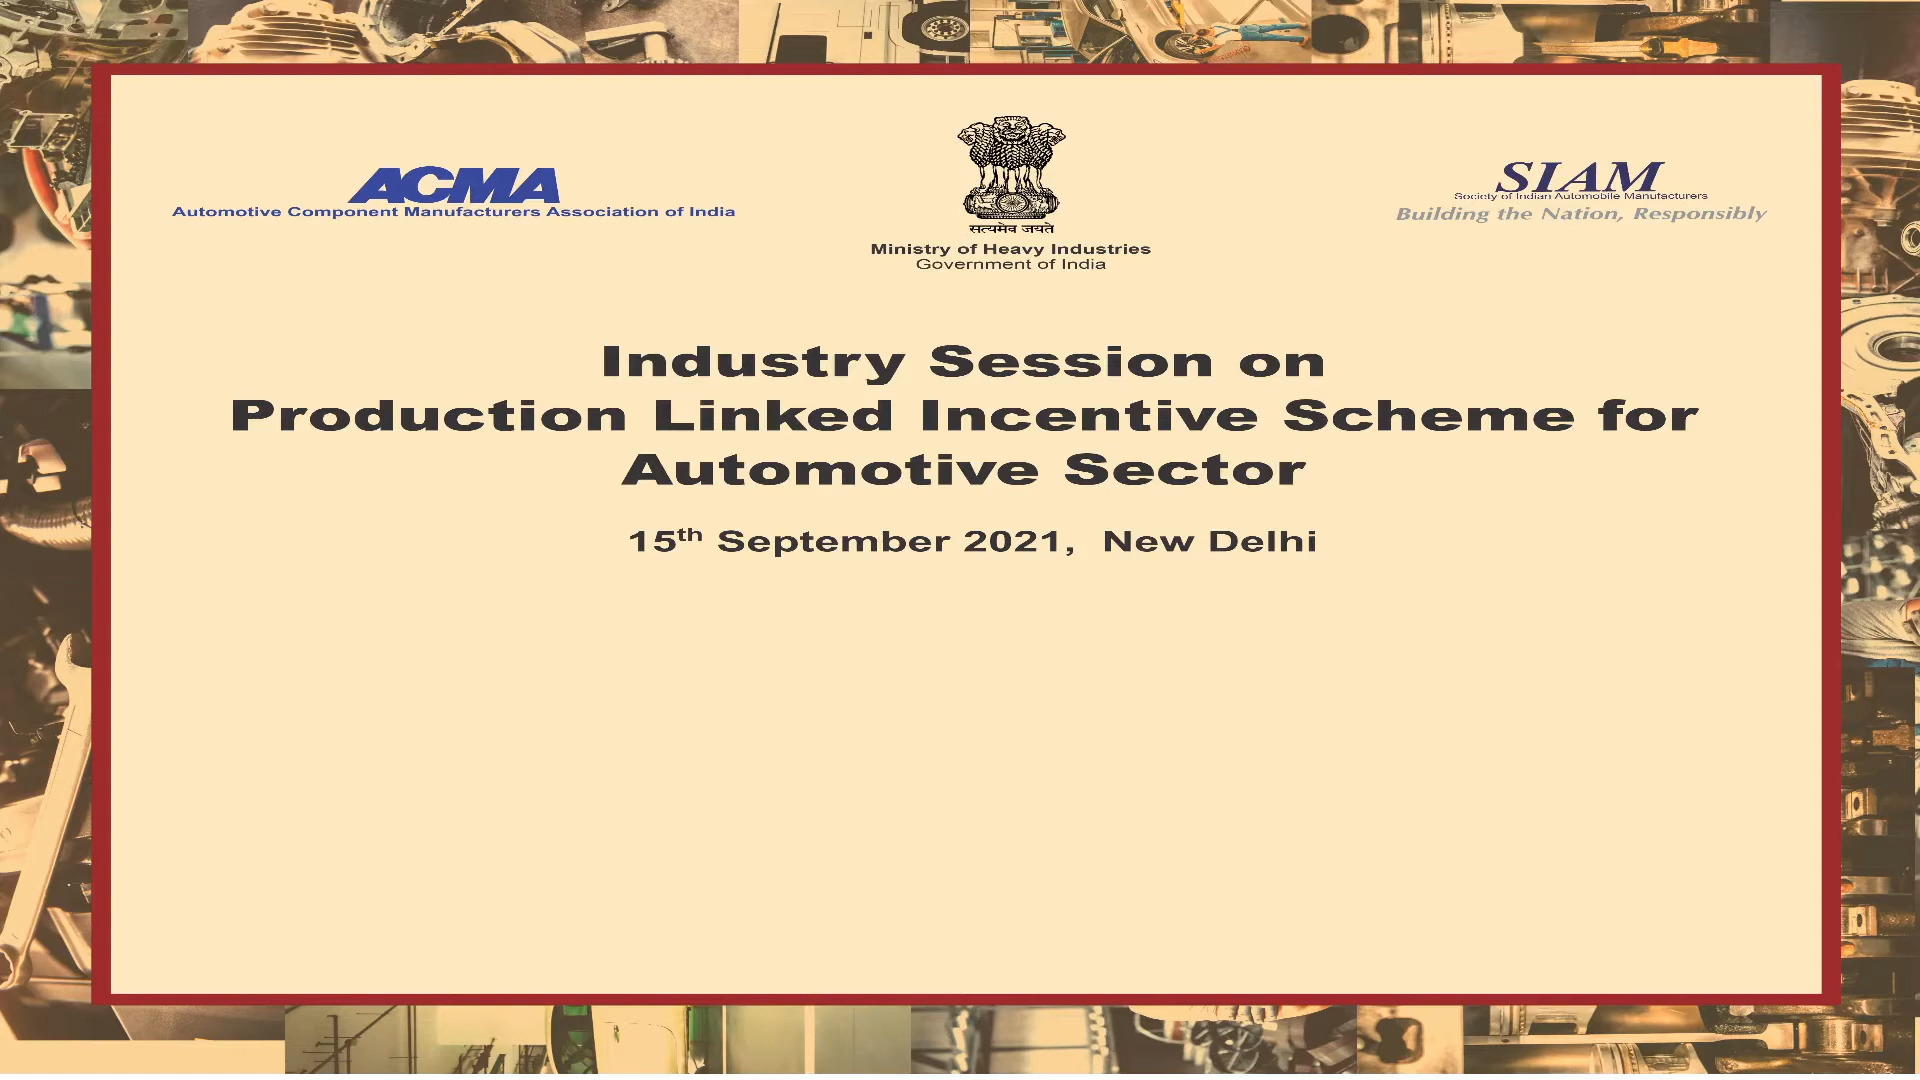 ACMA
Automotive Component Manufacturers Association of India
सत्यमेव जयते
Ministry of Heavy Industries
Government of India
SIAM
Society of Indian Automobile Manufacturers
Building the Nation, Responsibly
Industry Session on
Production Linked Incentive Scheme for
Automotive Sector
15th September 2021, New Delhi